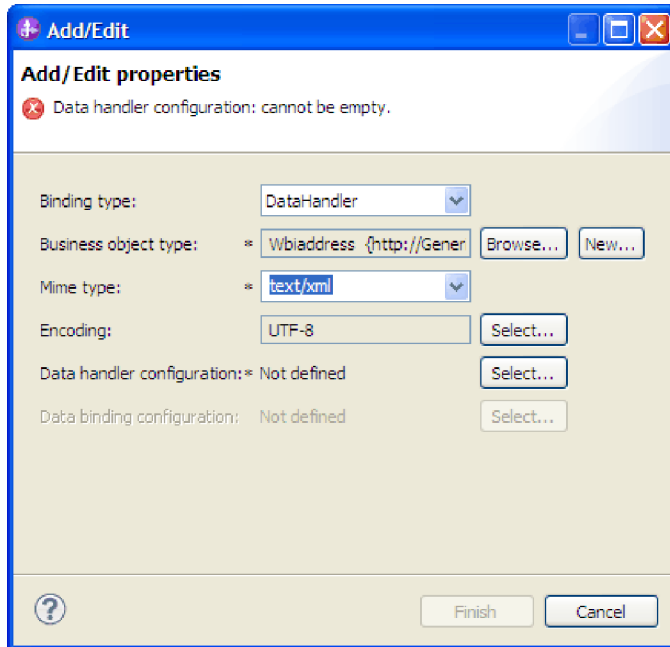 Add/Edit
Add/Edit properties
Data handler configuration: cannot be empty.
Binding type: DataHandler
Business object type: * Wbiaddress {http://Gener Browse... New...
Mime type: * text/xml
Encoding: UTF-8 Select...
Data handler configuration:* Not defined Select...
Data binding configuration: Not defined Select...
? Finish Cancel